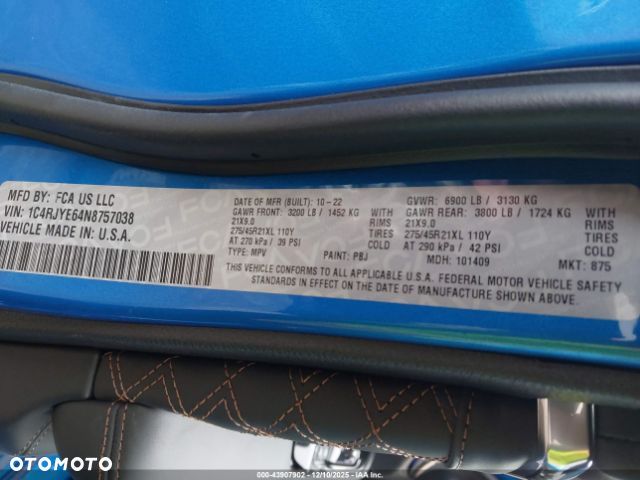 MFD BY: FCA US LLC
VIN: 1C4RJYE64N8757038
VEHICLE MADE IN U.S.A.
DATE OF MFR (BUILT): 10-22
GAWR FRONT: 3200 LB / 1452 KG
21X9.0 RIMS
275/45R21XL 110Y TIRES
AT 270 kPa / 39 PSI COLD
TYPE: MPV PAINT: PBJ
GVWR: 6900 LB / 3130 KG
GAWR REAR: 3800 LB / 1724 KG
21X9.0 RIMS
275/45R21XL 110Y TIRES
AT 290 kPa / 42 PSI COLD
MDH: 101409 MKT: 875
THIS VEHICLE CONFORMS TO ALL APPLICABLE U.S.A. FEDERAL MOTOR VEHICLE SAFETY
STANDARDS IN EFFECT ON THE DATE OF MANUFACTURE SHOWN ABOVE.
OTOMOTO
00-43907902 - 12/10/2025 - IAA Inc.